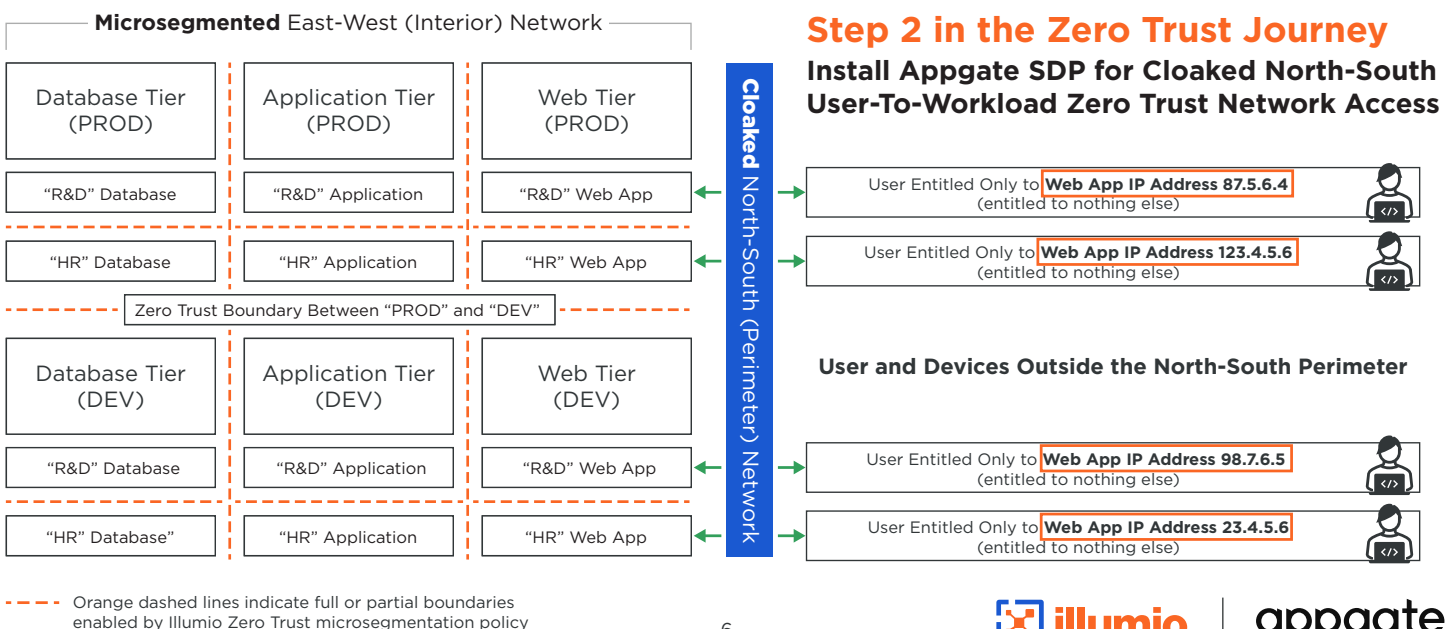 Microsegmented East-West (Interior) Network
Step 2 in the Zero Trust Journey
Install Appgate SDP for Cloaked North-South
User-To-Workload Zero Trust Network Access
Database Tier
(PROD)
Application Tier
(PROD)
Web Tier
(PROD)
"R&D" Database
"R&D" Application
"R&D" Web App
"HR" Database
"HR" Application
"HR" Web App
Zero Trust Boundary Between "PROD" and "DEV"
Database Tier
(DEV)
Application Tier
(DEV)
Web Tier
(DEV)
"R&D" Database
"R&D" Application
"R&D" Web App
"HR" Database"
"HR" Application
"HR" Web App
Cloaked North-South (Perimeter) Network
User Entitled Only to Web App IP Address 87.5.6.4
(entitled to nothing else)
</>
User Entitled Only to Web App IP Address 123.4.5.6
(entitled to nothing else)
</>
User and Devices Outside the North-South Perimeter
User Entitled Only to Web App IP Address 98.7.6.5
(entitled to nothing else)
</>
User Entitled Only to Web App IP Address 23.4.5.6
(entitled to nothing else)
</>
Orange dashed lines indicate full or partial boundaries
enabled by Illumio Zero Trust microsegmentation policy
6
illumio
appgate